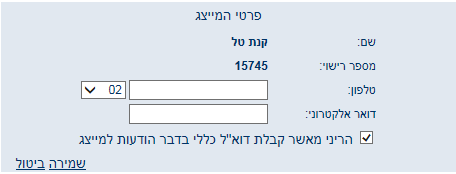 פרטי המייצג
שם: קנת טל
מספר רישוי: 15745
טלפון: 02
דואר אלקטרוני:
הריני מאשר קבלת דוא"ל כללי בדבר הודעות למייצג
שמירה ביטול